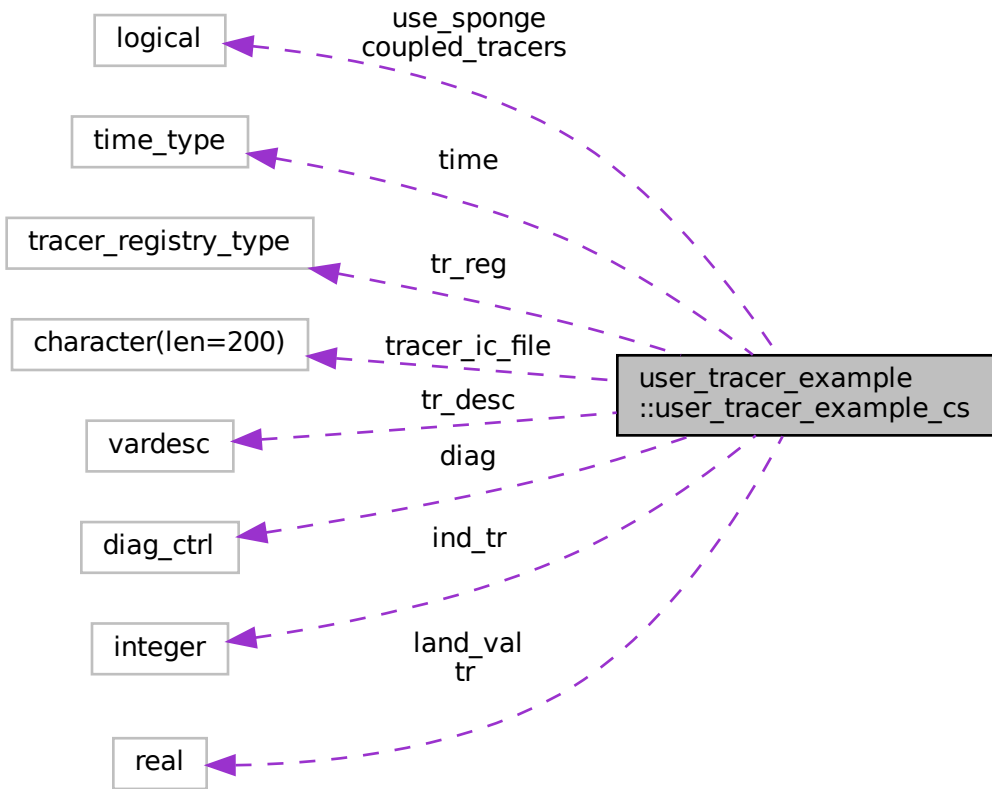 use_sponge
coupled_tracers
logical
time_type
time
tracer_registry_type
tr_reg
character(len=200)
tracer_ic_file
user_tracer_example
::user_tracer_example_cs
tr_desc
vardesc
diag
diag_ctrl
ind_tr
integer
land_val
tr
real